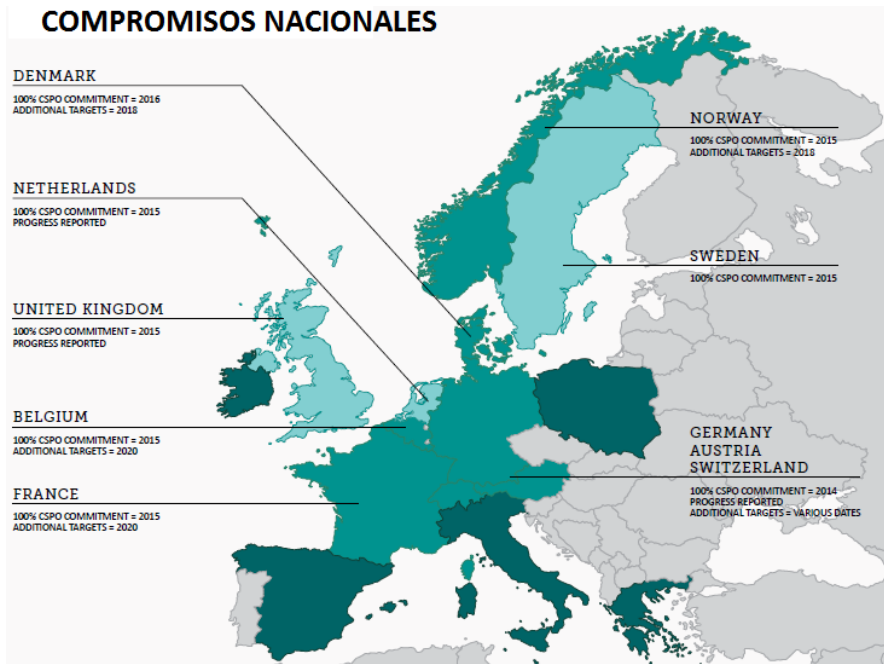 COMPROMISOS NACIONALES
DENMARK
100% CSPO COMMITMENT = 2016
ADDITIONAL TARGETS = 2018
NETHERLANDS
100% CSPO COMMITMENT = 2015
PROGRESS REPORTED
UNITED KINGDOM
100% CSPO COMMITMENT = 2015
PROGRESS REPORTED
BELGIUM
100% CSPO COMMITMENT = 2015
ADDITIONAL TARGETS = 2020
FRANCE
100% CSPO COMMITMENT = 2015
ADDITIONAL TARGETS = 2020
NORWAY
100% CSPO COMMITMENT = 2015
ADDITIONAL TARGETS = 2018
SWEDEN
100% CSPO COMMITMENT = 2015
GERMANY
AUSTRIA
SWITZERLAND
100% CSPO COMMITMENT = 2014
PROGRESS REPORTED
ADDITIONAL TARGETS = VARIOUS DATES